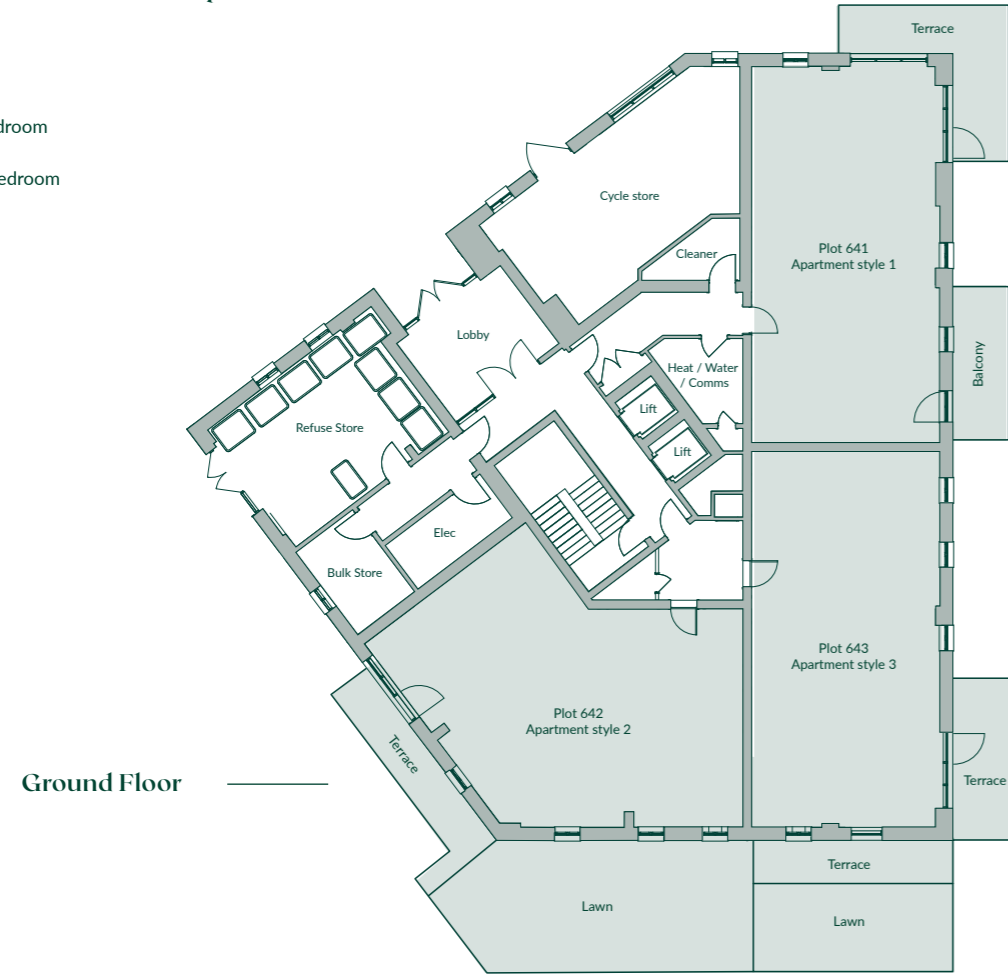 Terrace
droom
edroom
Cycle store
Plot 641
Apartment style 1
Cleaner
Lobby
Balcony
Heat / Water
/ Comms
Lift
Refuse Store
Lift
Elec
Bulk Store
Plot 643
Apartment style 3
Plot 642
Apartment style 2
Terrace
Ground Floor
Terrace
Terrace
Lawn
Lawn